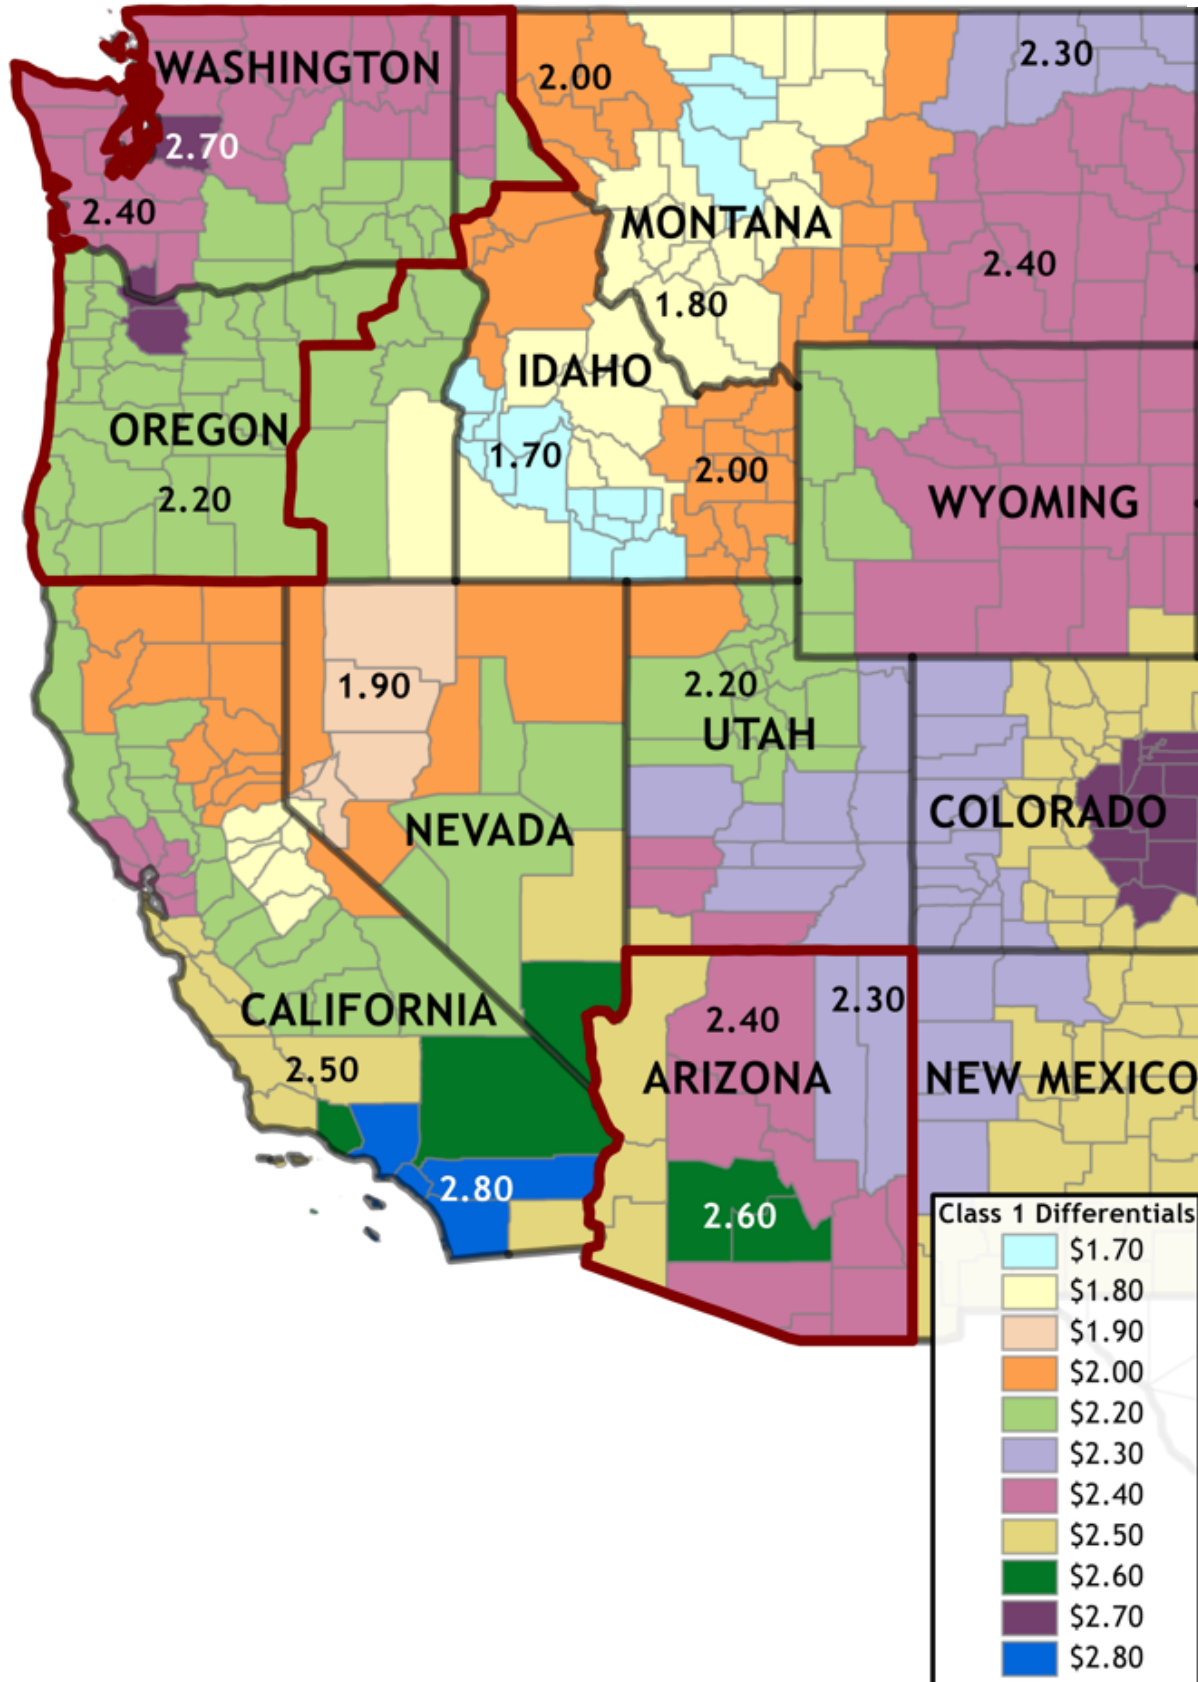 WASHINGTON
2.00
2.30
2.70
2.40
MONTANA
2.40
1.80
IDAHO
OREGON
1.70
2.00
2.20
WYOMING
1.90
2.20
UTAH
NEVADA
COLORADO
CALIFORNIA
2.40
2.30
2.50
ARIZONA
NEW MEXICO
2.80
2.60
Class 1 Differentials
$1.70
$1.80
$1.90
$2.00
$2.20
$2.30
$2.40
$2.50
$2.60
$2.70
$2.80